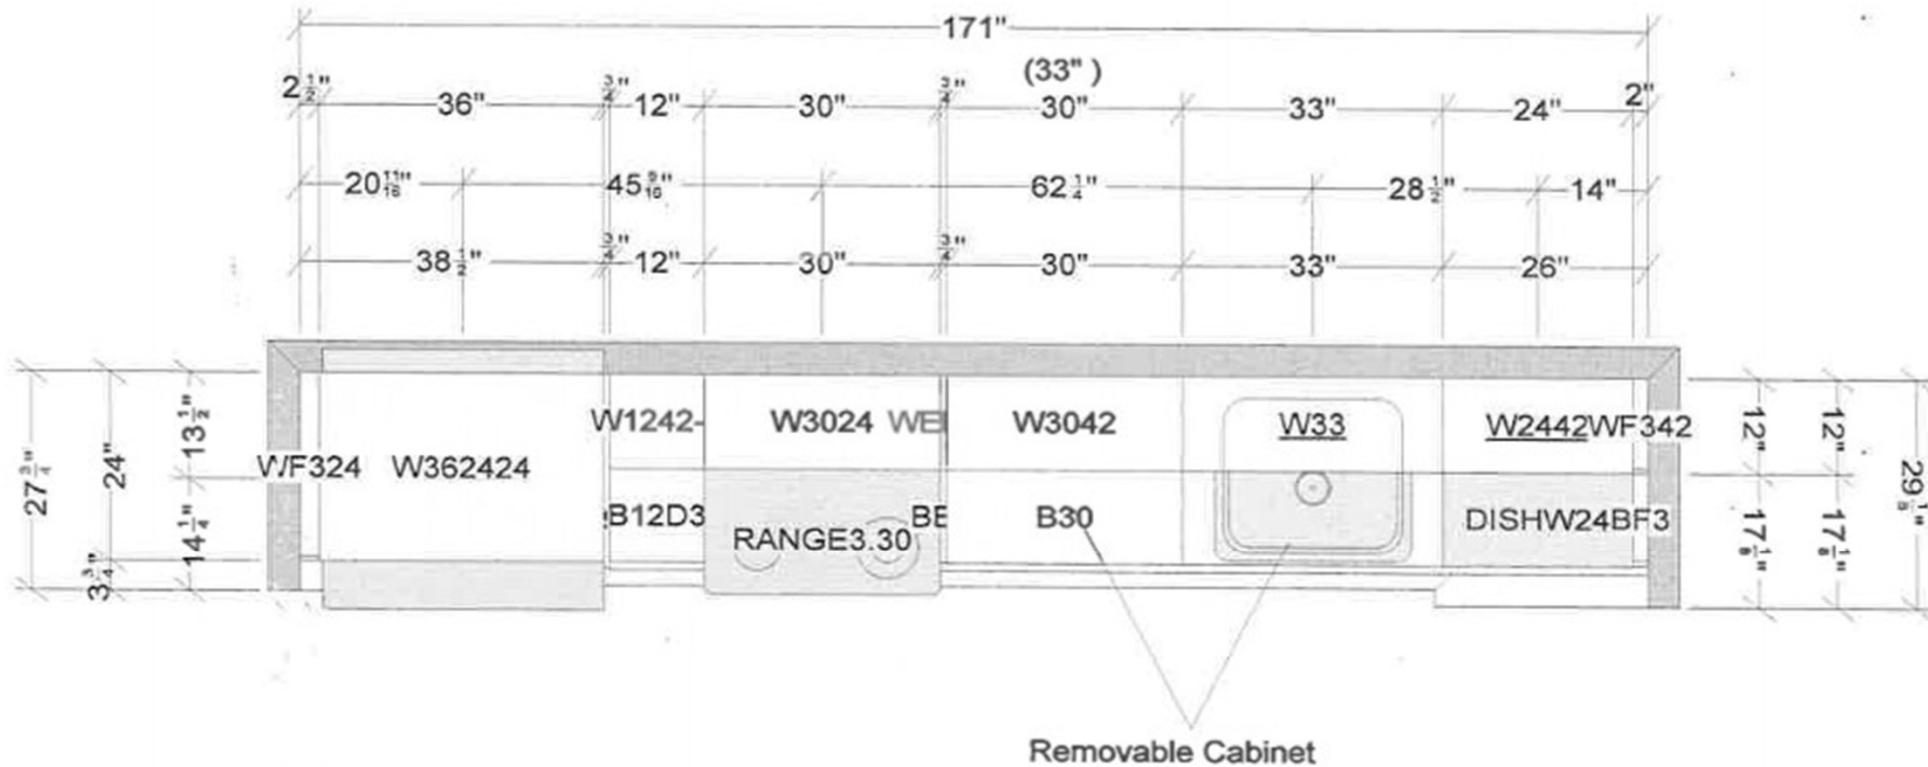 171"
(33" )
2 1/2" 36" 3/4" 12" 30" 3/4" 30" 33" 24" 2"
20 11/16" 45 9/16" 62 1/4" 28 1/2" 14"
38 1/2" 3/4" 12" 30" 3/4" 30" 33" 26"
W1242- W3024 WEI W3042 W33 W2442 WF342
WF324 W362424
B12D3 RANGE3.30 BE B30 DISHW24BF3
27 3/4" 24" 3 3/4" 13 1/2" 14 1/4"
12" 17 1/8" 12" 17 1/8" 29 1/8"
Removable Cabinet